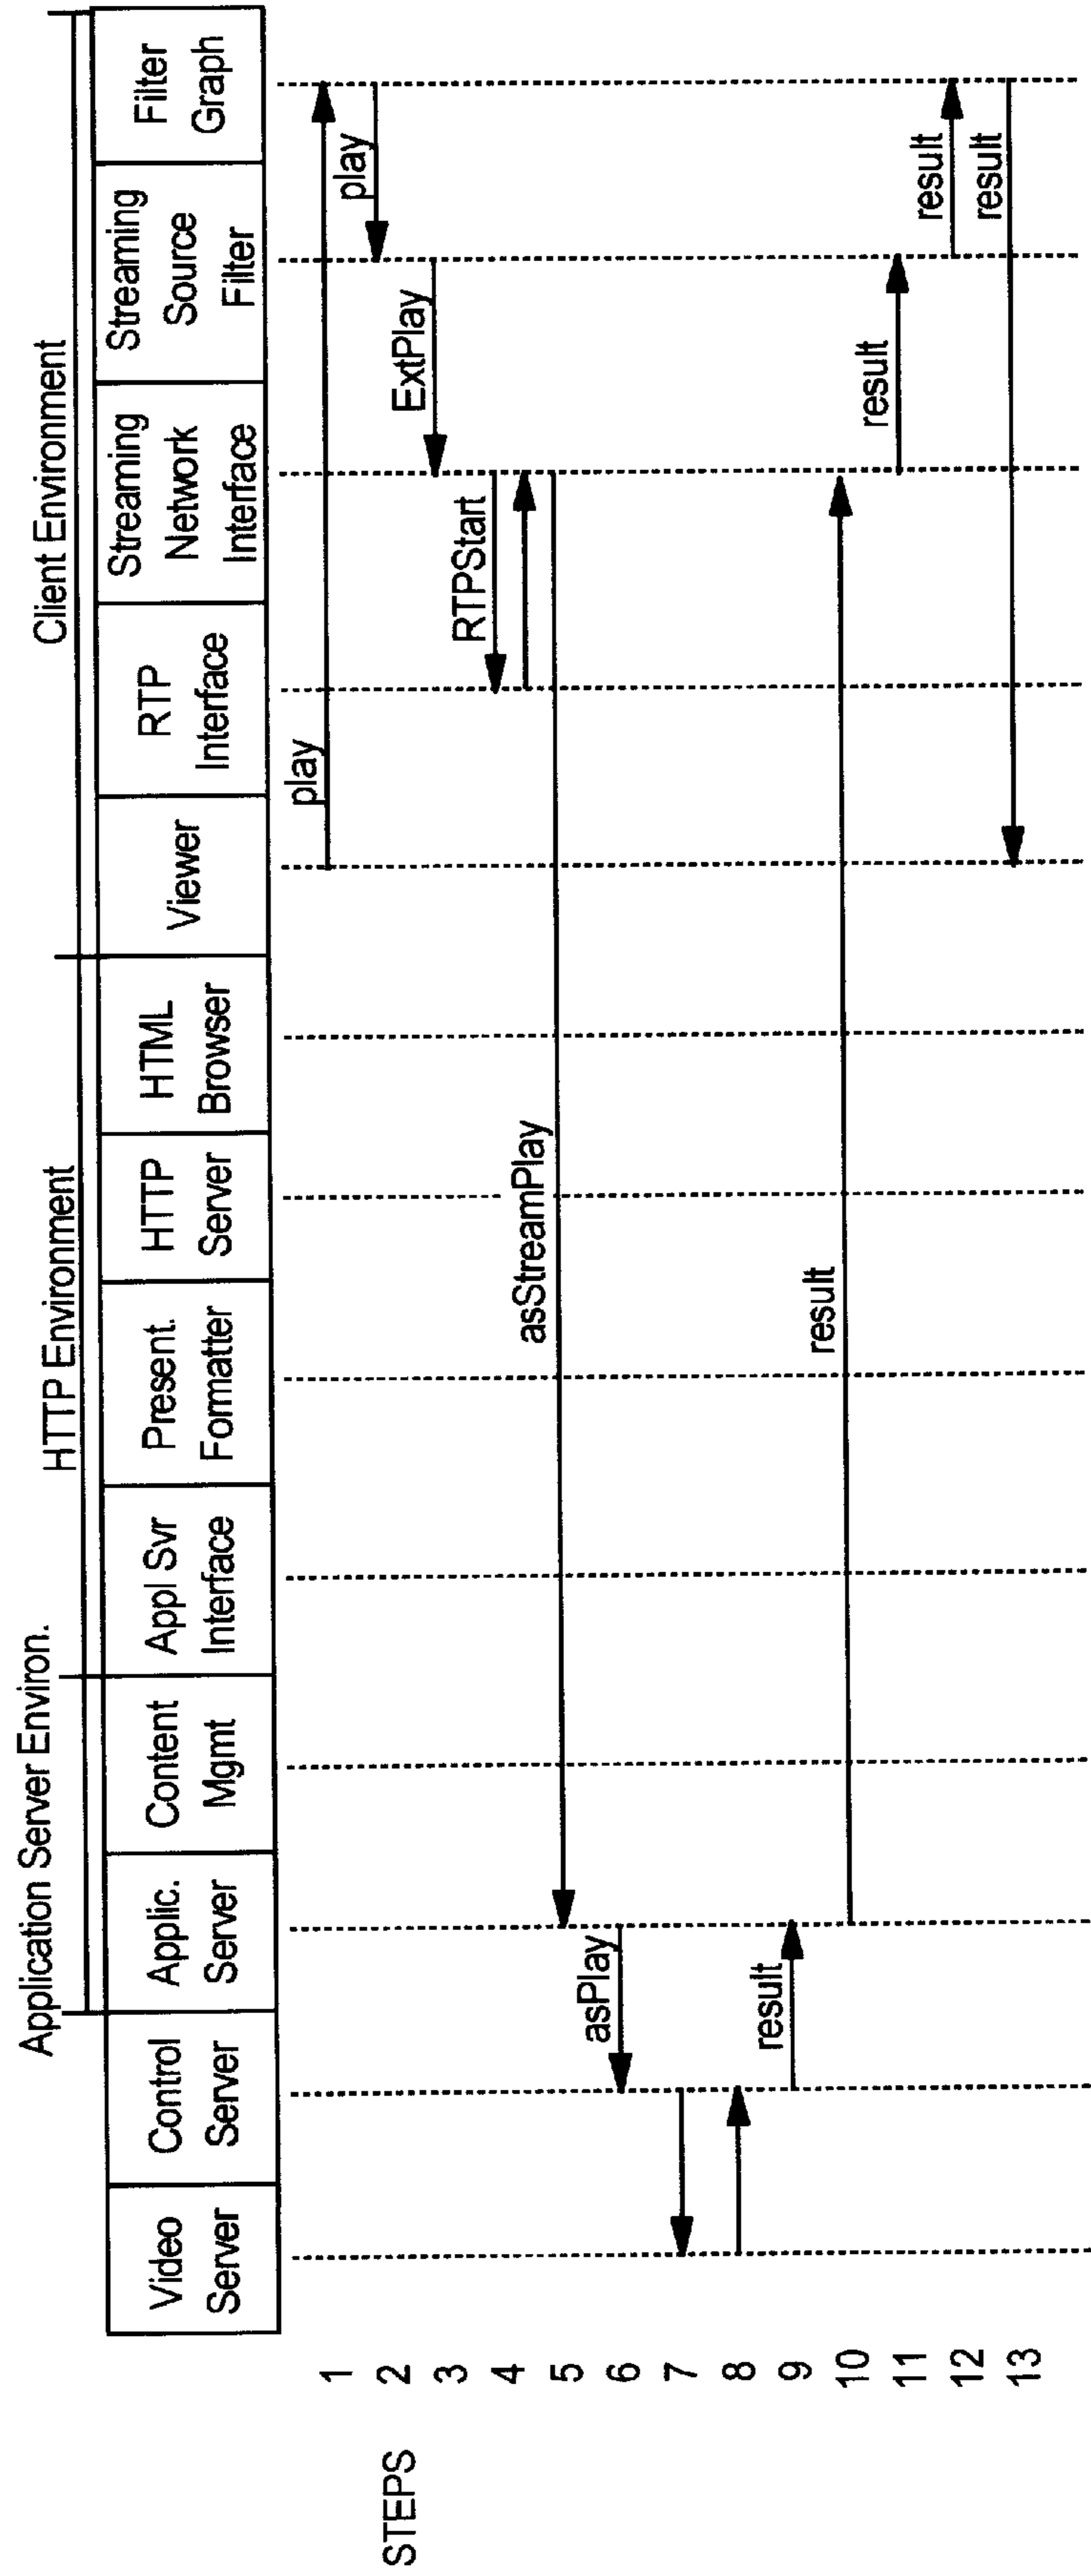 Application Server Environ.
HTTP Environment
Client Environment
Video
Server
Control
Server
Applic.
Server
Content
Mgmt
Appl Svr
Interface
Present.
Formatter
HTTP
Server
HTML
Browser
Viewer
RTP
Interface
Streaming
Network
Interface
Streaming
Source
Filter
Filter
Graph
STEPS
1
play
2
play
3
ExtPlay
4
RTPStart
5
asStreamPlay
6
asPlay
7
8
9
result
10
result
11
result
12
result
13
result